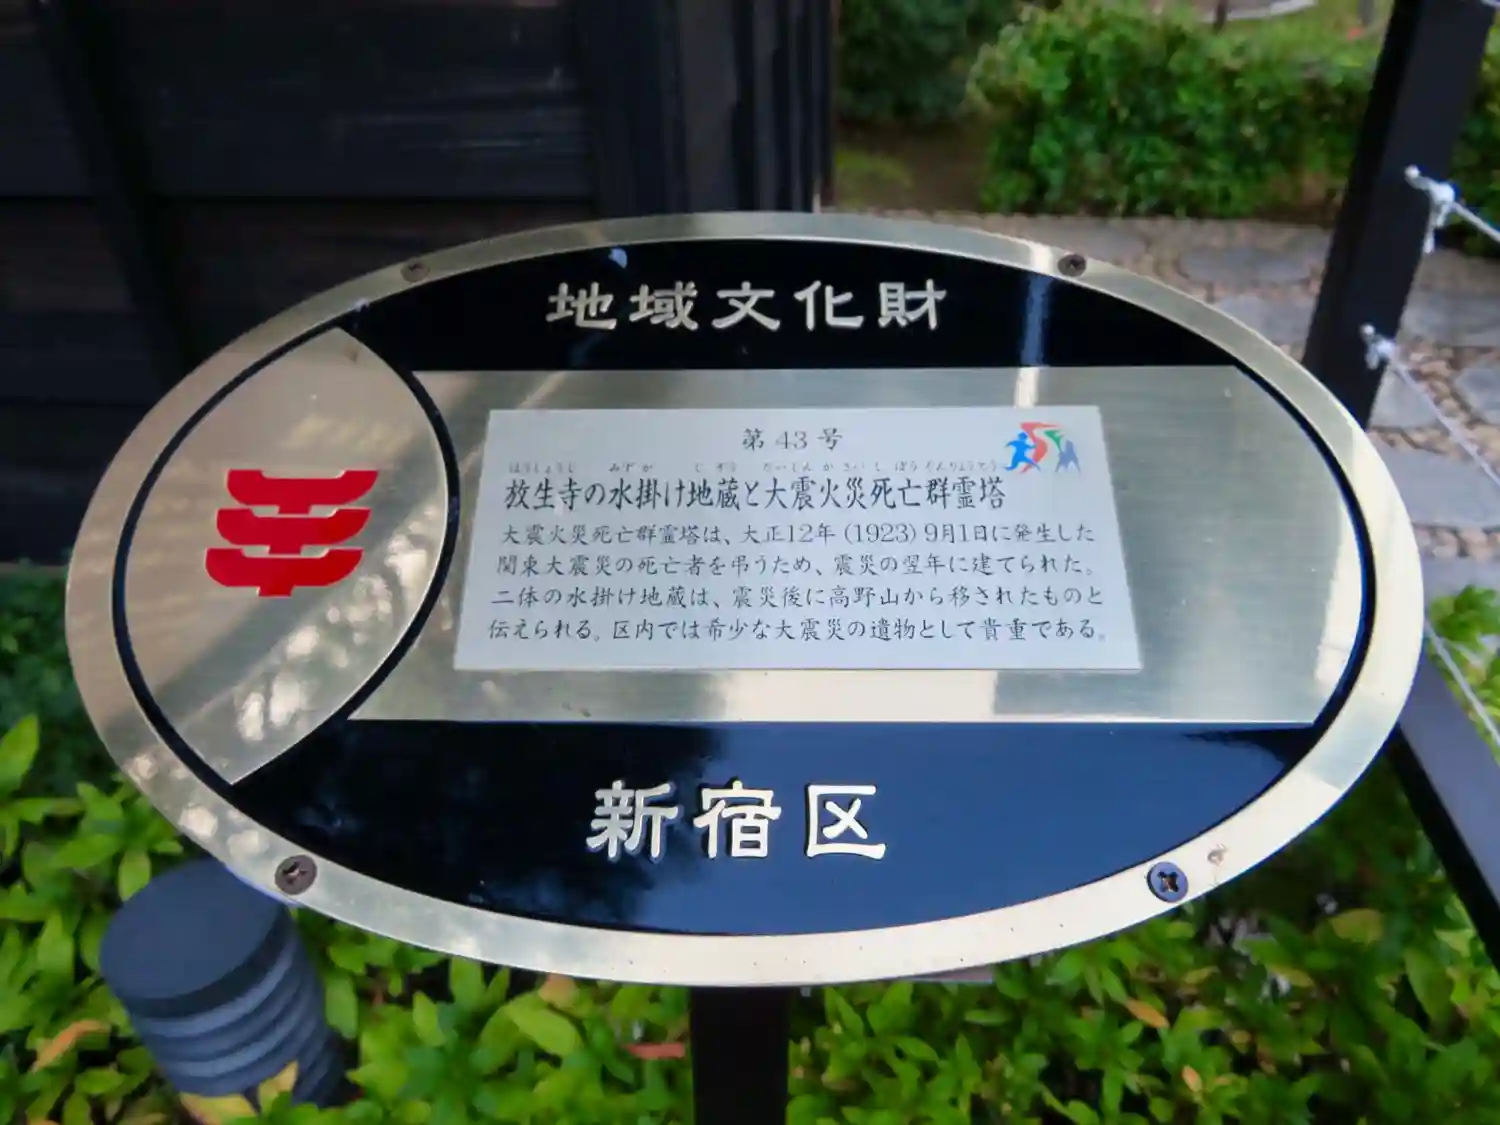 地域文化財
第 43 号
ほうしょうじ みずか じぞう だいしんかさいしぼうぐんりょうとう
放生寺の水掛け地蔵と大震火災死亡群霊塔
大震火災死亡群霊塔は、大正12年 (1923) 9月1日に発生した
関東大震災の死亡者を弔うため、震災の翌年に建てられた。
二体の水掛け地蔵は、震災後に高野山から移されたものと
伝えられる。区内では希少な大震災の遺物として貴重である。
新宿区